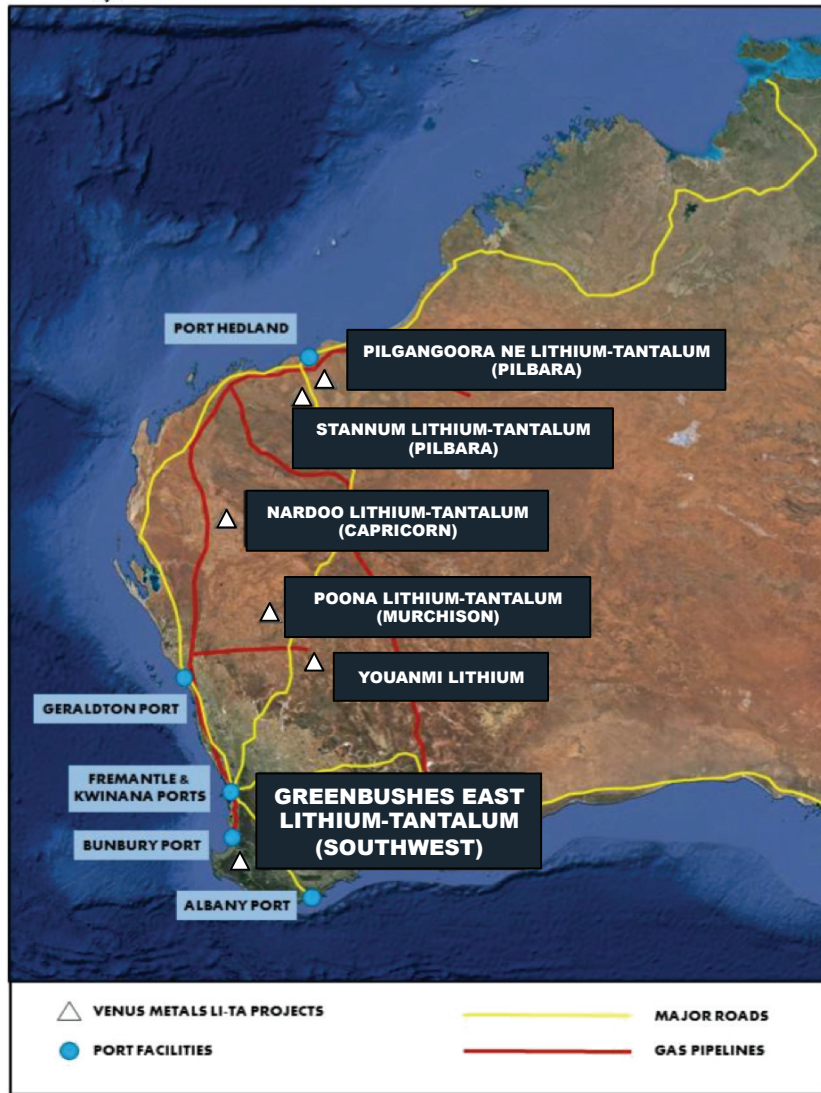 PORT HEDLAND
PILGANGOORA NE LITHIUM-TANTALUM
(PILBARA)
STANNUM LITHIUM-TANTALUM
(PILBARA)
NARDOO LITHIUM-TANTALUM
(CAPRICORN)
POONA LITHIUM-TANTALUM
(MURCHISON)
YOUANMI LITHIUM
GERALDTON PORT
FREMANTLE &
KWINANA PORTS
GREENBUSHES EAST
LITHIUM-TANTALUM
(SOUTHWEST)
BUNBURY PORT
ALBANY PORT
VENUS METALS LI-TA PROJECTS
MAJOR ROADS
PORT FACILITIES
GAS PIPELINES